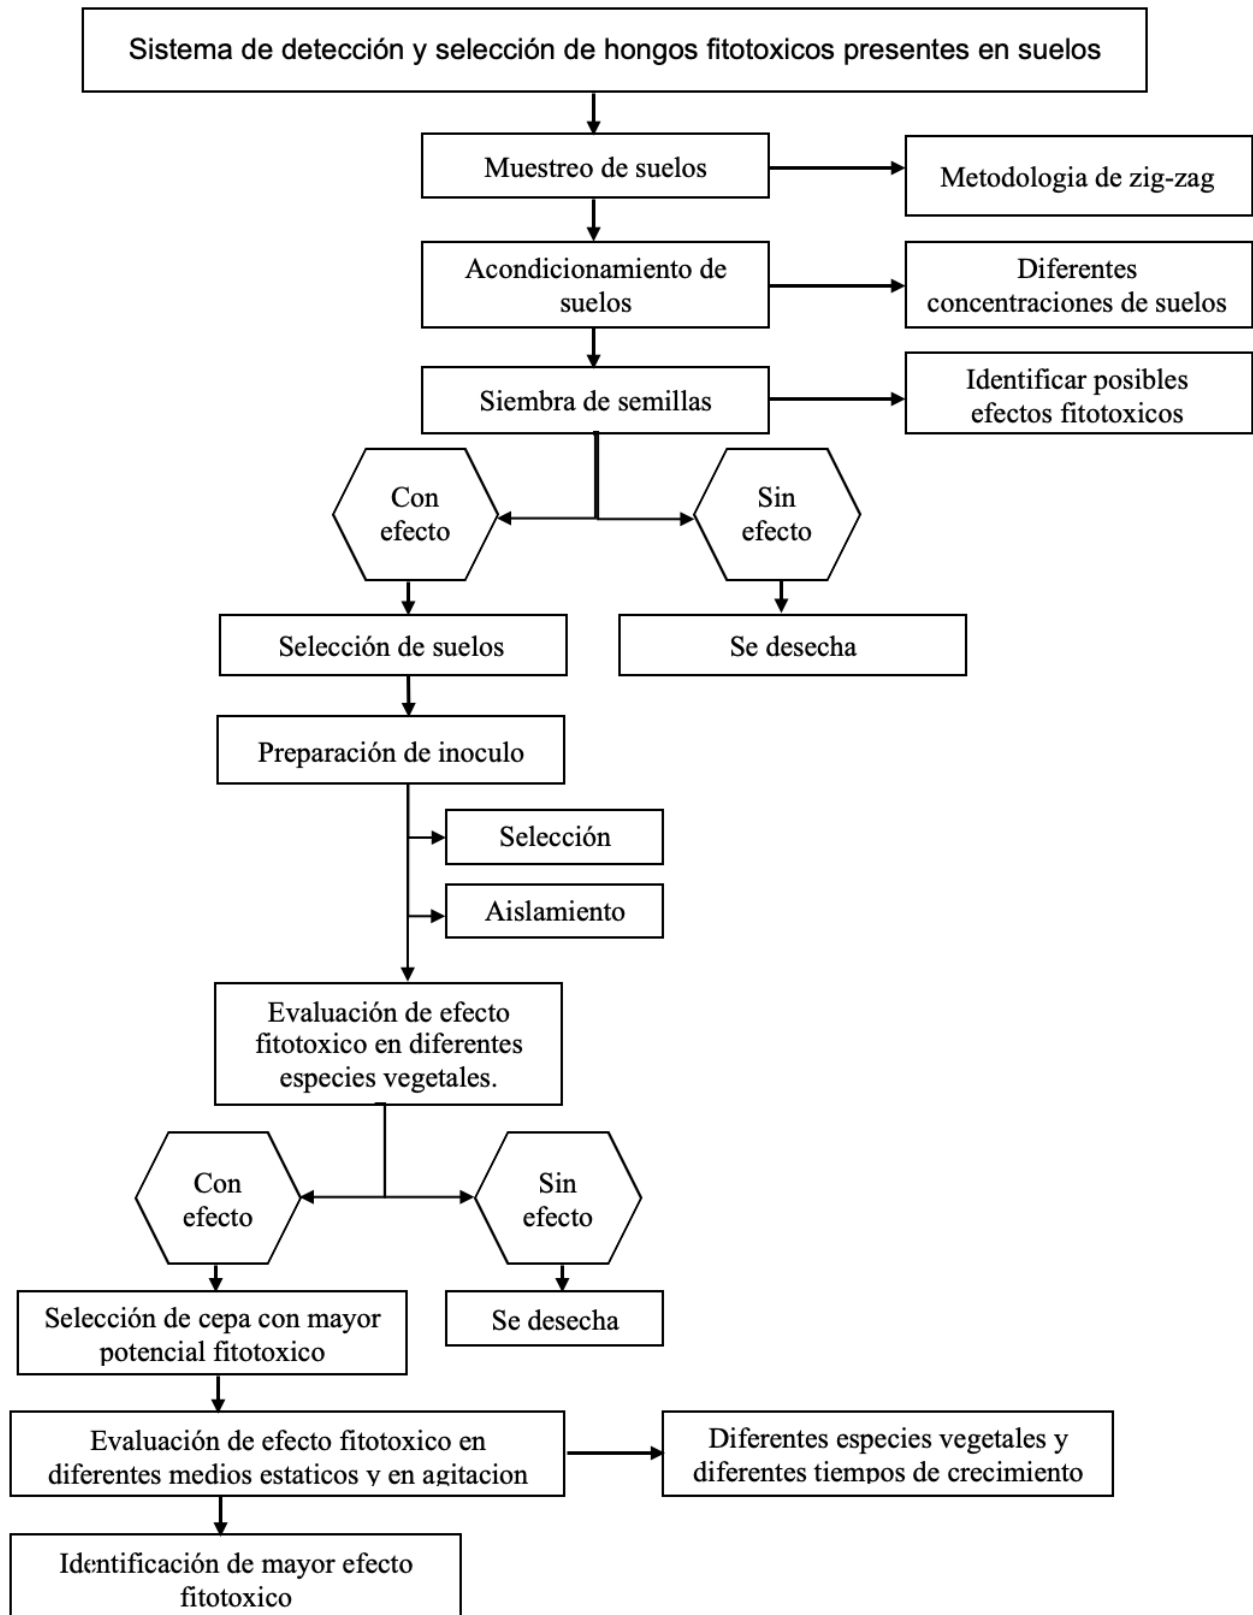 Sistema de detección y selección de hongos fitotoxicos presentes en suelos
Muestreo de suelos
Metodologia de zig-zag
Acondicionamiento de
suelos
Diferentes
concentraciones de suelos
Siembra de semillas
Identificar posibles
efectos fitotoxicos
Con
efecto
Sin
efecto
Selección de suelos
Se desecha
Preparación de inoculo
Selección
Aislamiento
Evaluación de efecto
fitotoxico en diferentes
especies vegetales.
Con
efecto
Sin
efecto
Selección de cepa con mayor
potencial fitotoxico
Se desecha
Evaluación de efecto fitotoxico en
diferentes medios estaticos y en agitacion
Diferentes especies vegetales y
diferentes tiempos de crecimiento
Identificación de mayor efecto
fitotoxico